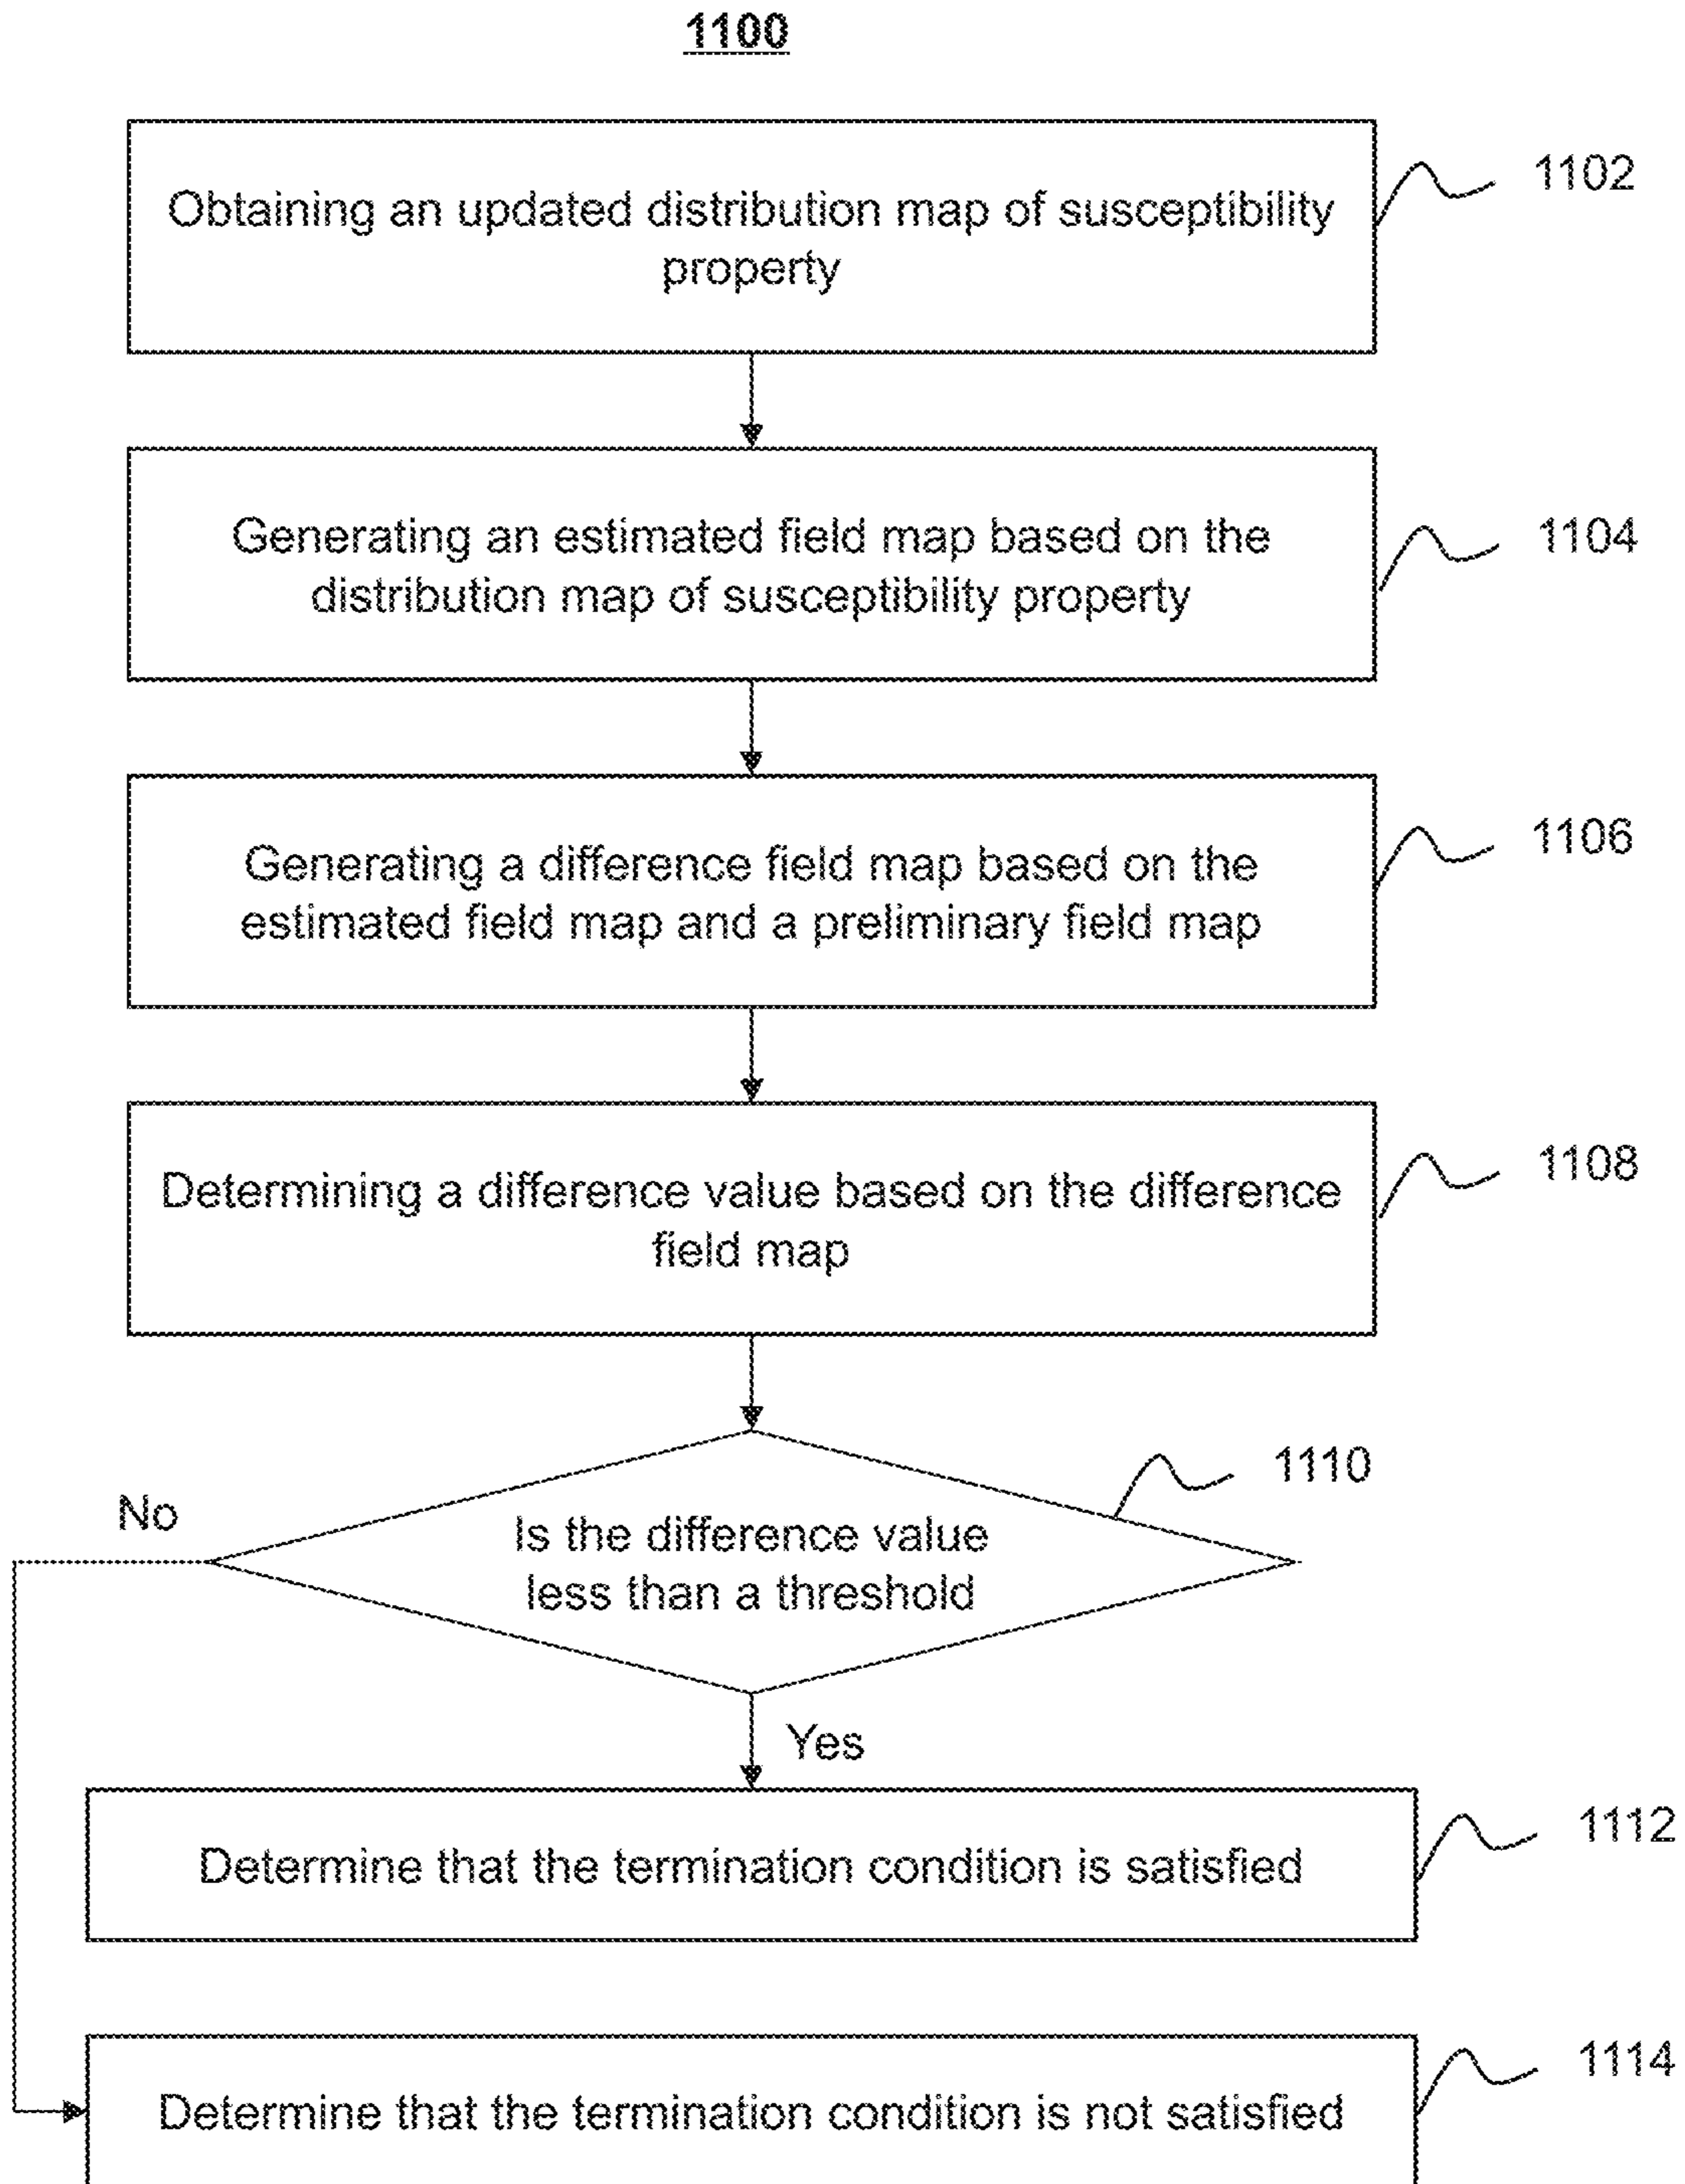 1100
Obtaining an updated distribution map of susceptibility
property
1102
Generating an estimated field map based on the
distribution map of susceptibility property
1104
Generating a difference field map based on the
estimated field map and a preliminary field map
1106
Determining a difference value based on the difference
field map
1108
Is the difference value
less than a threshold
1110
No
Yes
Determine that the termination condition is satisfied
1112
Determine that the termination condition is not satisfied
1114